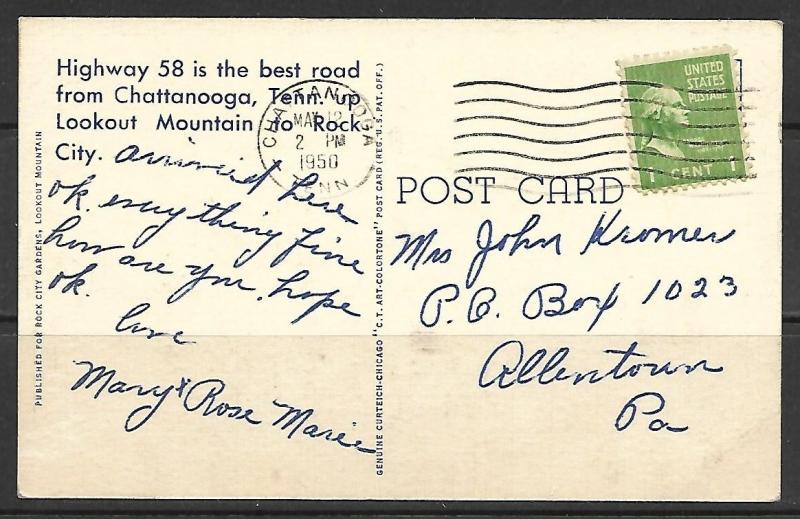 Highway 58 is the best road
from Chattanooga, Tenn. up
Lookout Mountain to Rock
City.
arrived here
ok. everything fine
how are you, hope
ok.
love
Mary & Rose Marie
PUBLISHED FOR ROCK CITY GARDENS, LOOKOUT MOUNTAIN
GENUINE CURTEICH-CHICAGO "C.T. ART-COLORTONE" POST CARD (REG. U.S. PAT. OFF.)
CHATTANOOGA
MAY 12
2 PM
1950
TENN
UNITED
STATES
POSTAGE
1 CENT 1
POST CARD
Mrs John Kromer
P.O. Box 1023
Allentown
Pa